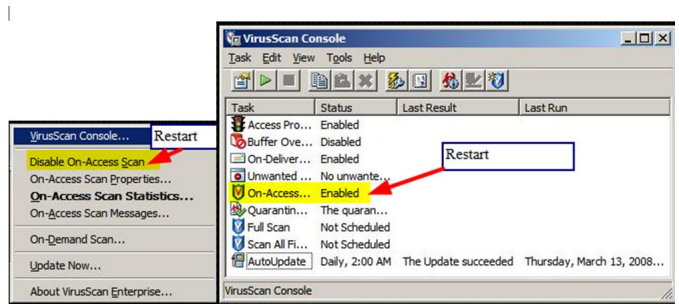 VirusScan Console...
Restart
Disable On-Access Scan
On-Access Scan Properties...
On-Access Scan Statistics...
On-Access Scan Messages...
On-Demand Scan...
Update Now...
About VirusScan Enterprise...
VirusScan Console
Task Edit View Tools Help
Task Status Last Result Last Run
Access Pro... Enabled
Buffer Ove... Disabled
On-Deliver... Enabled
Restart
Unwanted ... No unwante...
On-Access... Enabled
Quarantin... The quaran...
Full Scan Not Scheduled
Scan All Fi... Not Scheduled
AutoUpdate Daily, 2:00 AM The Update succeeded Thursday, March 13, 2008...
VirusScan Console